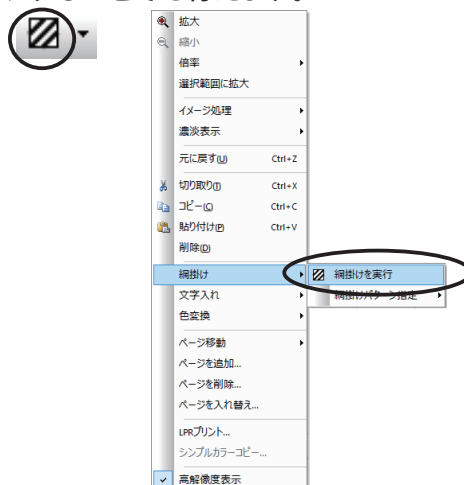 拡大
縮小
倍率
選択範囲に拡大
イメージ処理
濃淡表示
元に戻す(U) Ctrl+Z
切り取り(T) Ctrl+X
コピー(C) Ctrl+C
貼り付け(P) Ctrl+V
削除(D)
網掛け
網掛けを実行
文字入れ
網掛けパターン指定
色変換
ページ移動
ページを追加...
ページを削除...
ページを入れ替え...
LPRプリント...
シンプルカラーコピー...
高解像度表示